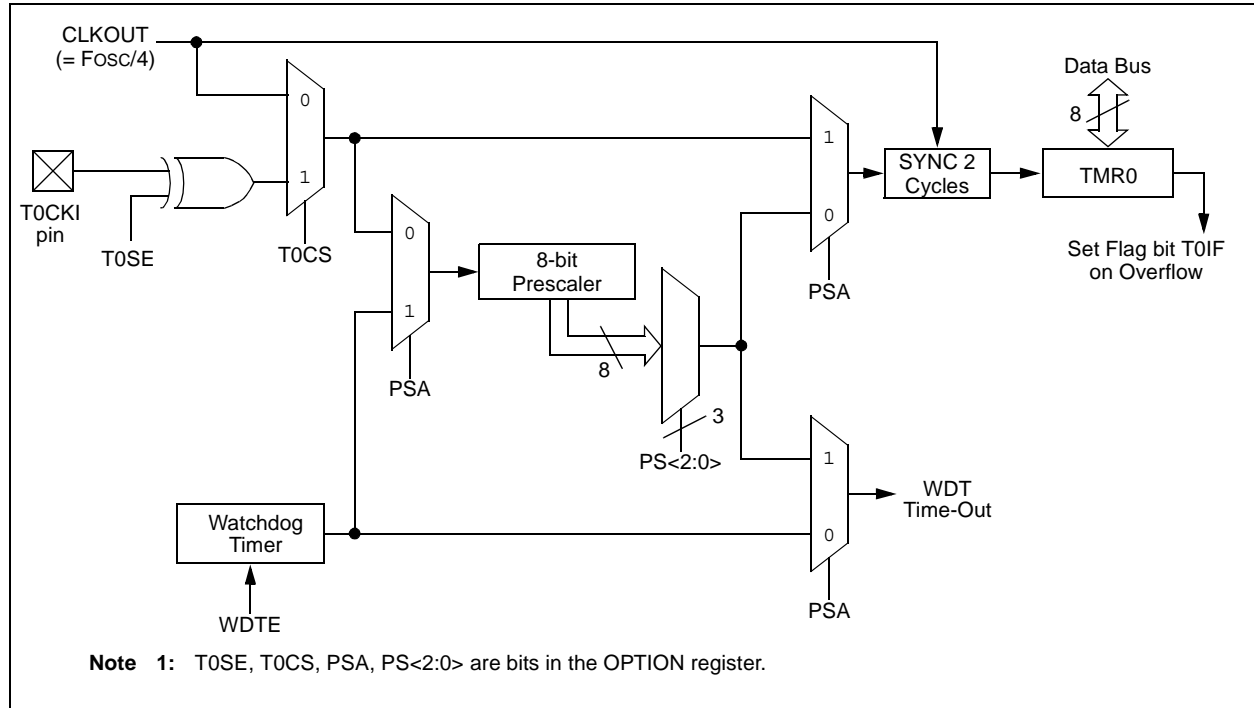 CLKOUT
(= FOSC/4)
Data Bus
8
0
1
T0CKI
pin
T0SE
T0CS
1
0
PSA
SYNC 2
Cycles
TMR0
Set Flag bit T0IF
on Overflow
0
1
PSA
8-bit
Prescaler
8
3
PS<2:0>
Watchdog
Timer
WDTE
1
0
PSA
WDT
Time-Out
Note 1: T0SE, T0CS, PSA, PS<2:0> are bits in the OPTION register.